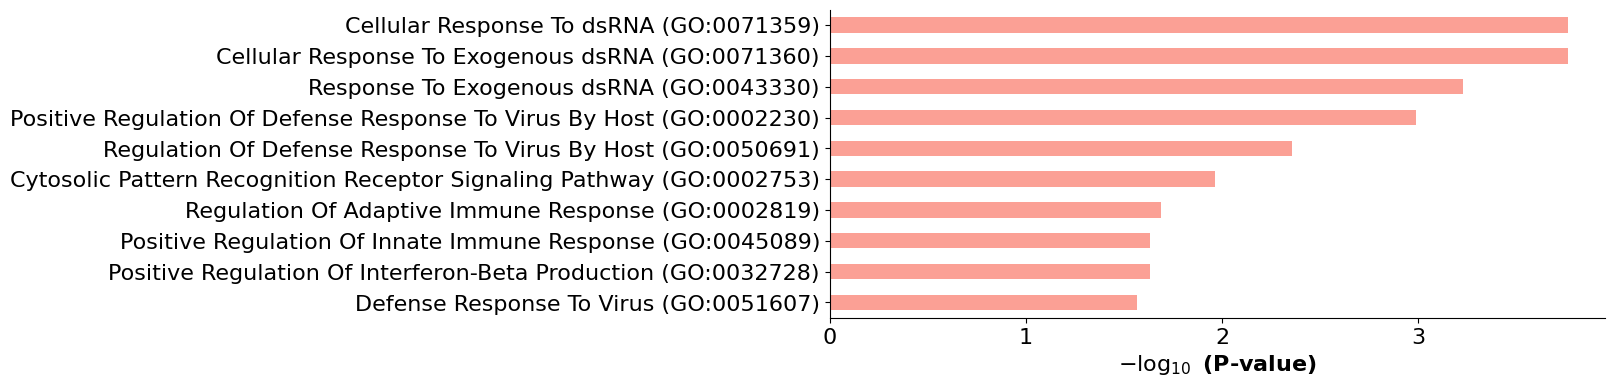 Cellular Response To dsRNA (GO:0071359)
Cellular Response To Exogenous dsRNA (GO:0071360)
Response To Exogenous dsRNA (GO:0043330)
Positive Regulation Of Defense Response To Virus By Host (GO:0002230)
Regulation Of Defense Response To Virus By Host (GO:0050691)
Cytosolic Pattern Recognition Receptor Signaling Pathway (GO:0002753)
Regulation Of Adaptive Immune Response (GO:0002819)
Positive Regulation Of Innate Immune Response (GO:0045089)
Positive Regulation Of Interferon-Beta Production (GO:0032728)
Defense Response To Virus (GO:0051607)
0 1 2 3
−log₁₀ (P-value)